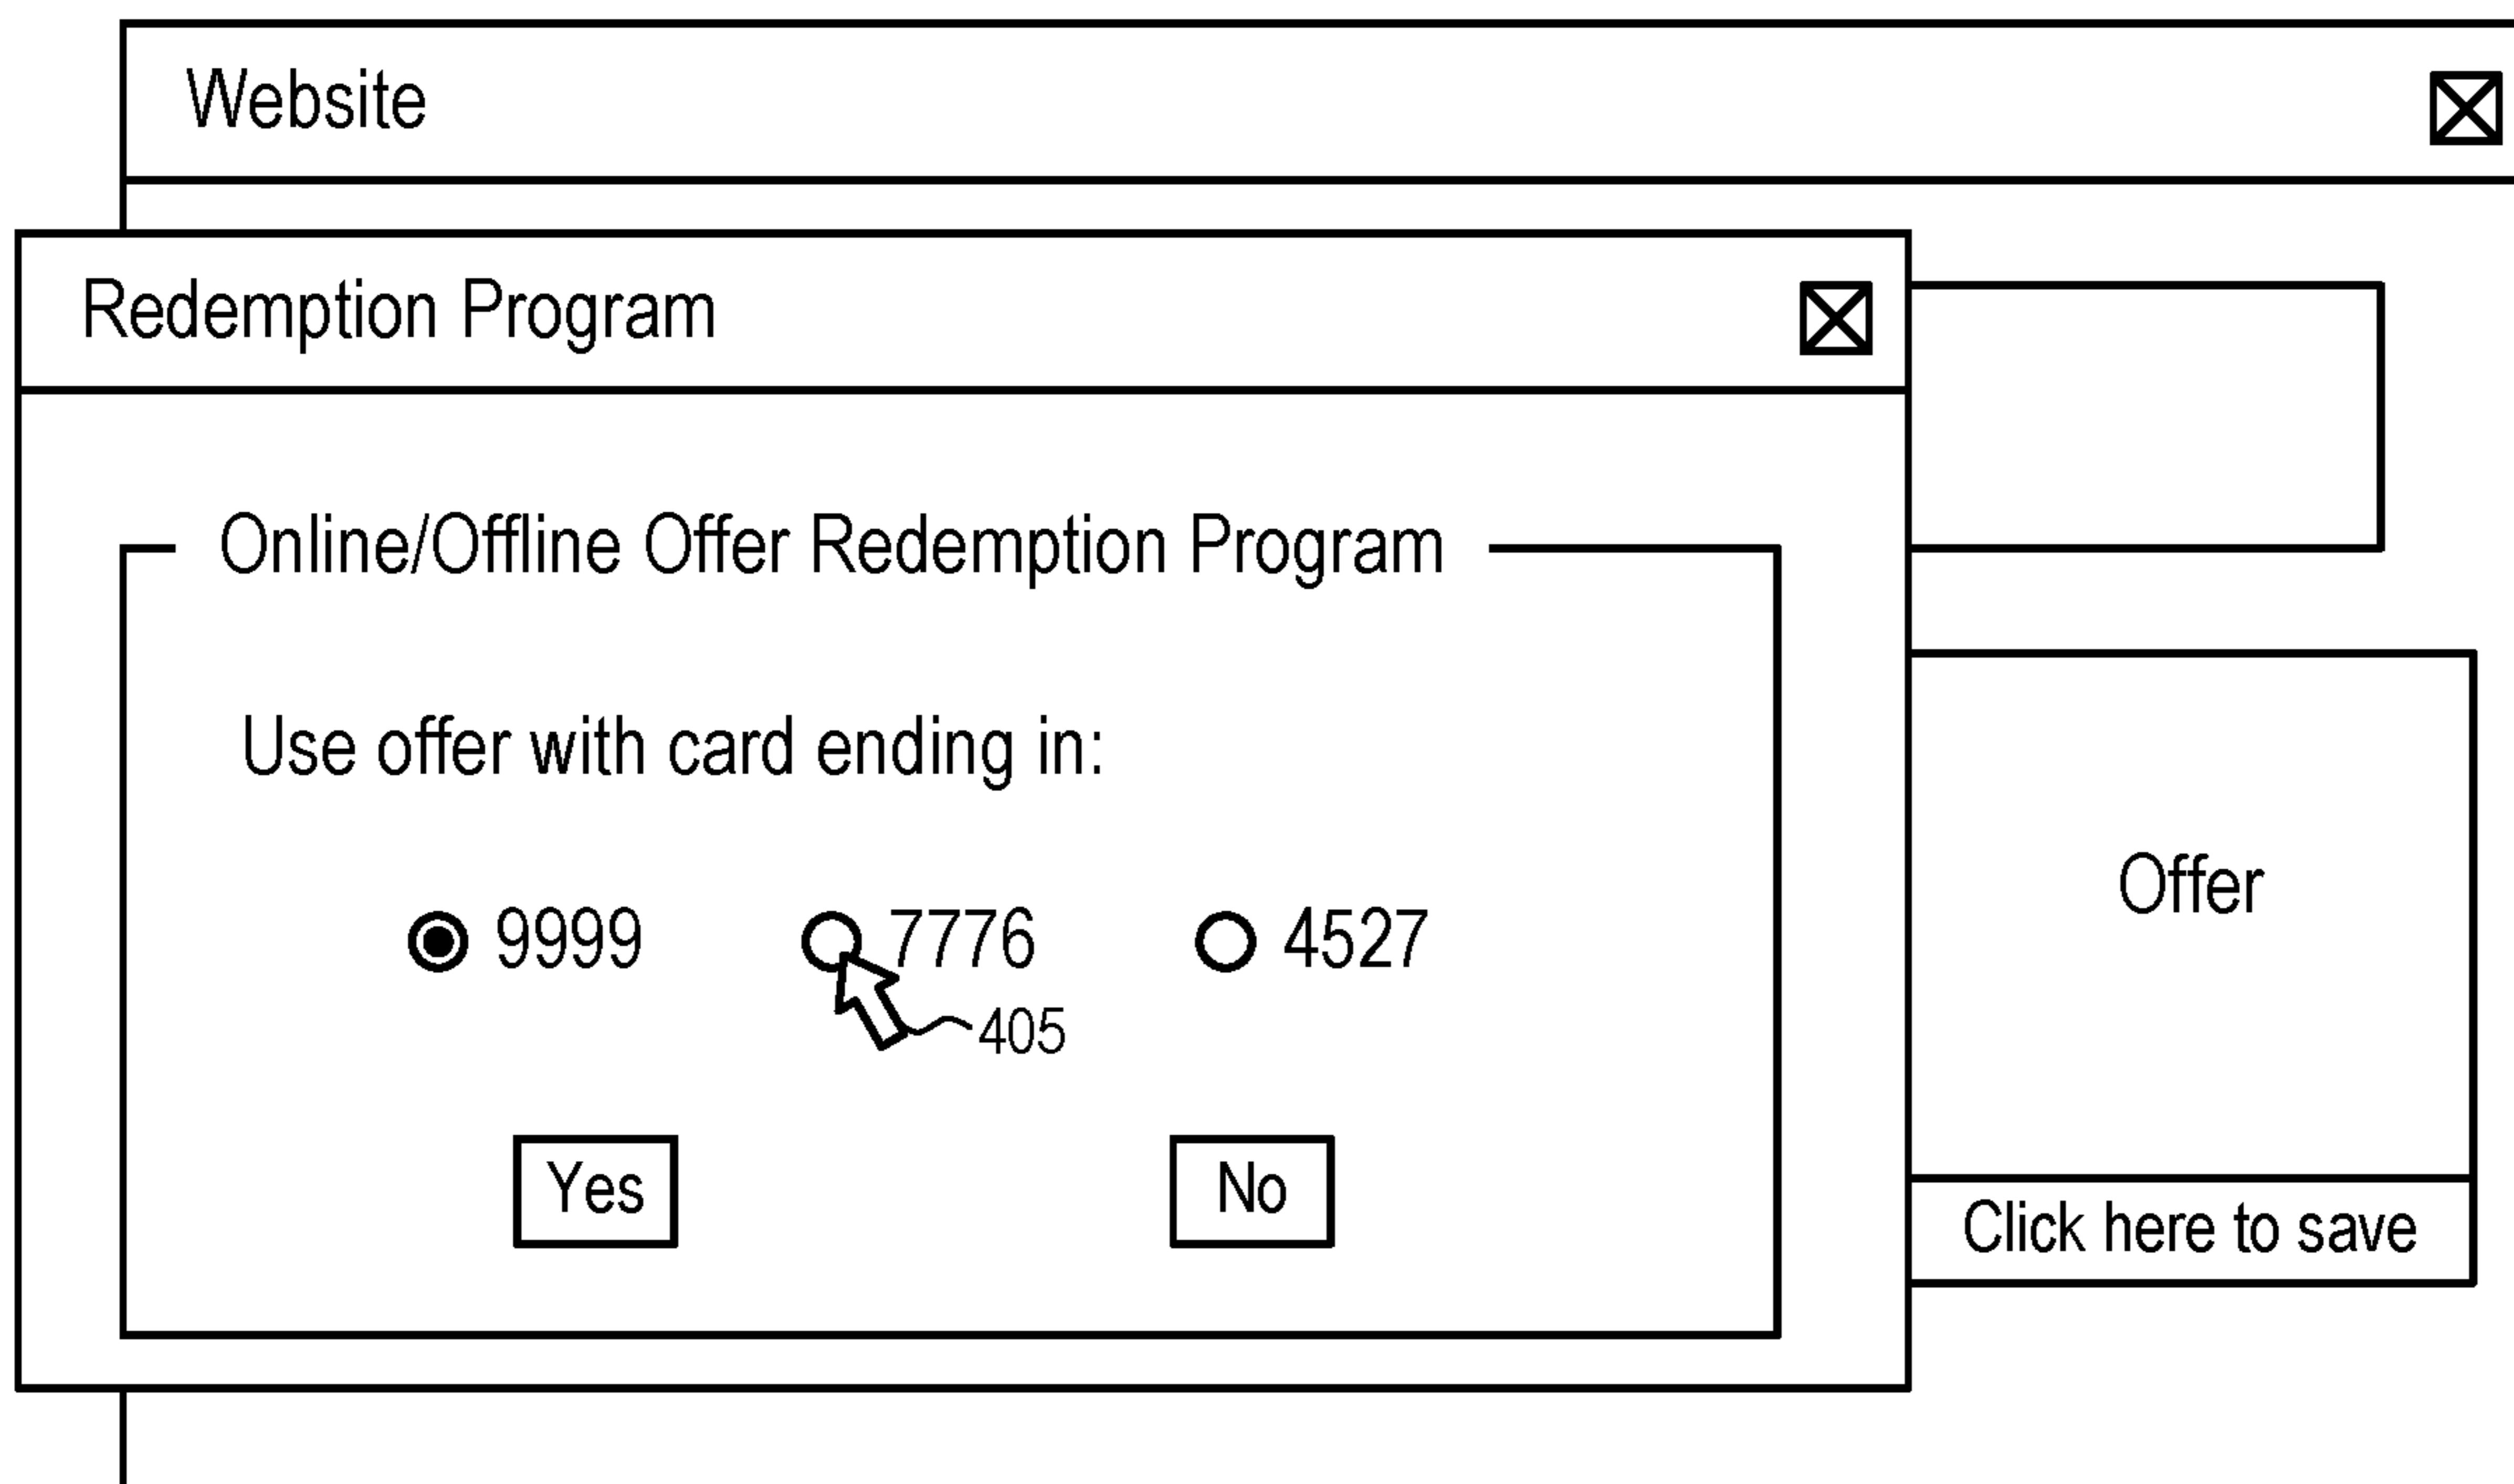 Website
Redemption Program
Online/Offline Offer Redemption Program
Use offer with card ending in:
9999 7776 4527
405
Yes No
Offer
Click here to save